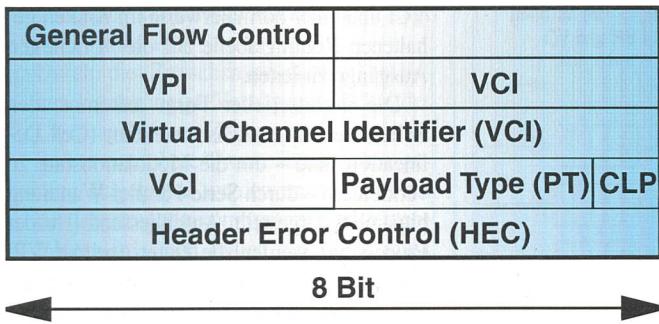 General Flow Control
VPI VCI
Virtual Channel Identifier (VCI)
VCI Payload Type (PT) CLP
Header Error Control (HEC)
8 Bit